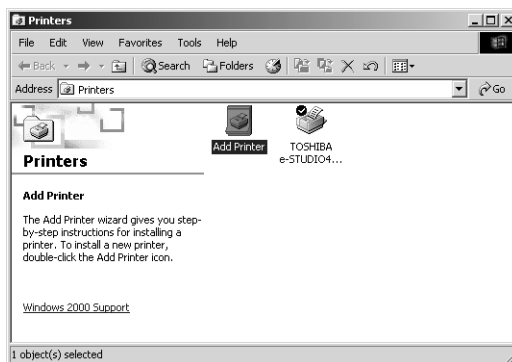 Printers
File Edit View Favorites Tools Help
Back Search Folders
Address Printers Go
Printers
Add Printer
The Add Printer wizard gives you step-
by-step instructions for installing a
printer. To install a new printer,
double-click the Add Printer icon.
Windows 2000 Support
Add Printer
TOSHIBA
e-STUDIO4...
1 object(s) selected